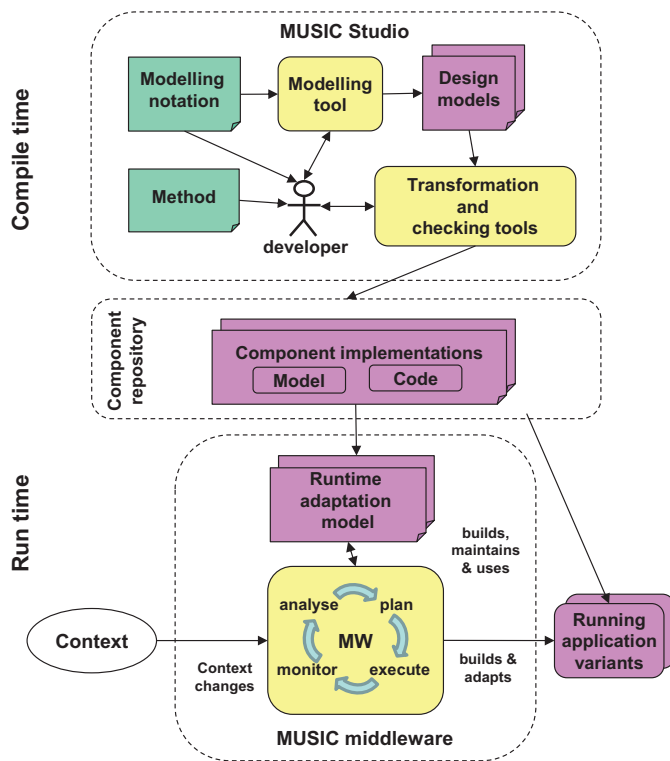 MUSIC Studio
Compile time
Modelling
notation
Modelling
tool
Design
models
Method
developer
Transformation
and
checking tools
Component
repository
Component implementations
Model
Code
Run time
Runtime
adaptation
model
builds,
maintains
& uses
Context
Context
changes
analyse
plan
MW
monitor
execute
builds &
adapts
Running
application
variants
MUSIC middleware